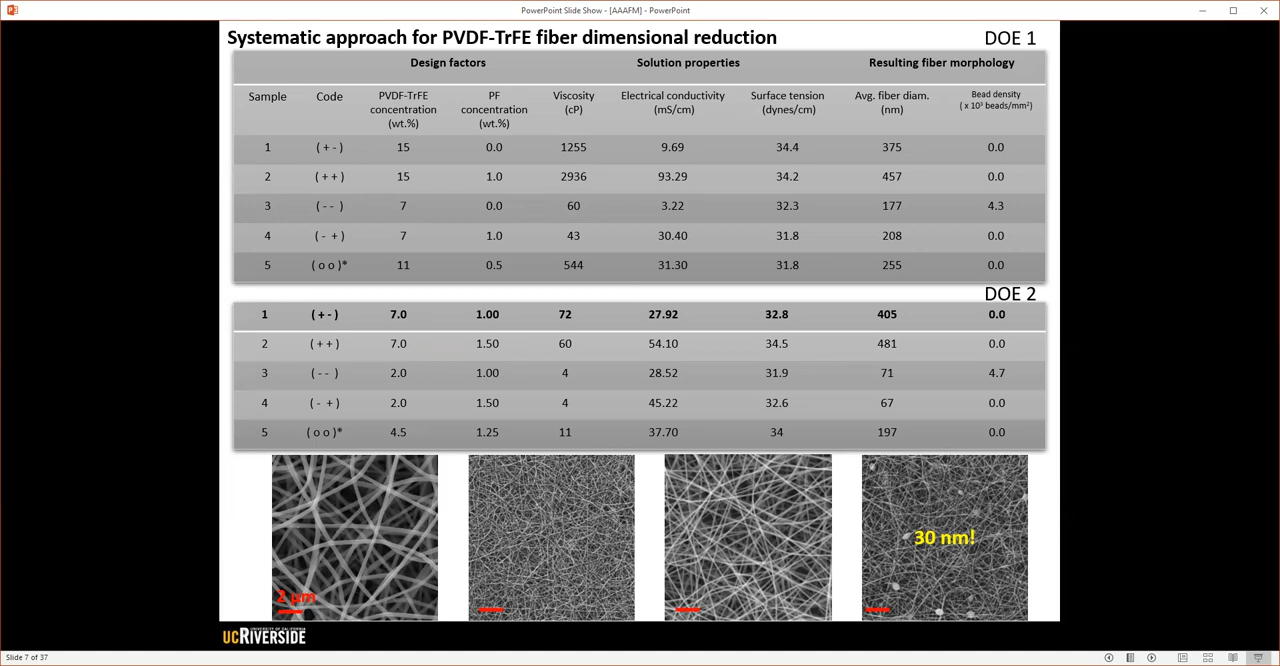 PowerPoint Slide Show - [AAAFM] - PowerPoint
Systematic approach for PVDF-TrFE fiber dimensional reduction
DOE 1
Design factors Solution properties Resulting fiber morphology
Sample Code PVDF-TrFE concentration (wt.%) PF concentration (wt.%) Viscosity (cP) Electrical conductivity (mS/cm) Surface tension (dynes/cm) Avg. fiber diam. (nm) Bead density ( x 10³ beads/mm²)
1 ( + - ) 15 0.0 1255 9.69 34.4 375 0.0
2 ( + + ) 15 1.0 2936 93.29 34.2 457 0.0
3 ( - - ) 7 0.0 60 3.22 32.3 177 4.3
4 ( - + ) 7 1.0 43 30.40 31.8 208 0.0
5 ( o o )* 11 0.5 544 31.30 31.8 255 0.0
DOE 2
1 ( + - ) 7.0 1.00 72 27.92 32.8 405 0.0
2 ( + + ) 7.0 1.50 60 54.10 34.5 481 0.0
3 ( - - ) 2.0 1.00 4 28.52 31.9 71 4.7
4 ( - + ) 2.0 1.50 4 45.22 32.6 67 0.0
5 ( o o )* 4.5 1.25 11 37.70 34 197 0.0
30 nm!
2 µm
UNIVERSITY OF CALIFORNIA
UCRIVERSIDE
Slide 7 of 37